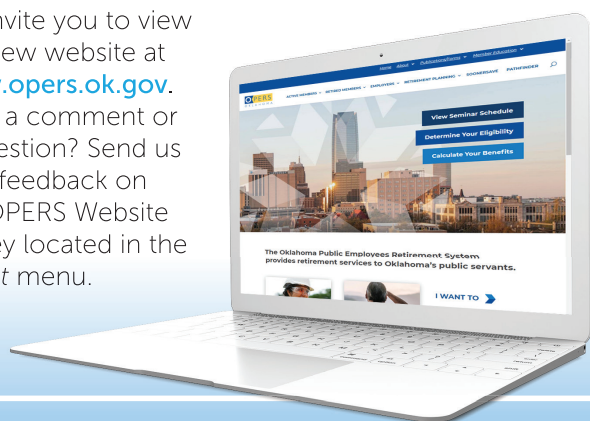 nvite you to view
ew website at
.opers.ok.gov.
a comment or
estion? Send us
feedback on
OPERS Website
ey located in the
t menu.
Home About Publications/Forms Member Education
OPERS
OKLAHOMA
ACTIVE MEMBERS RETIRED MEMBERS EMPLOYERS RETIREMENT PLANNING SOONERSAVE PATHFINDER
View Seminar Schedule
Determine Your Eligibility
Calculate Your Benefits
The Oklahoma Public Employees Retirement System
provides retirement services to Oklahoma's public servants.
I WANT TO